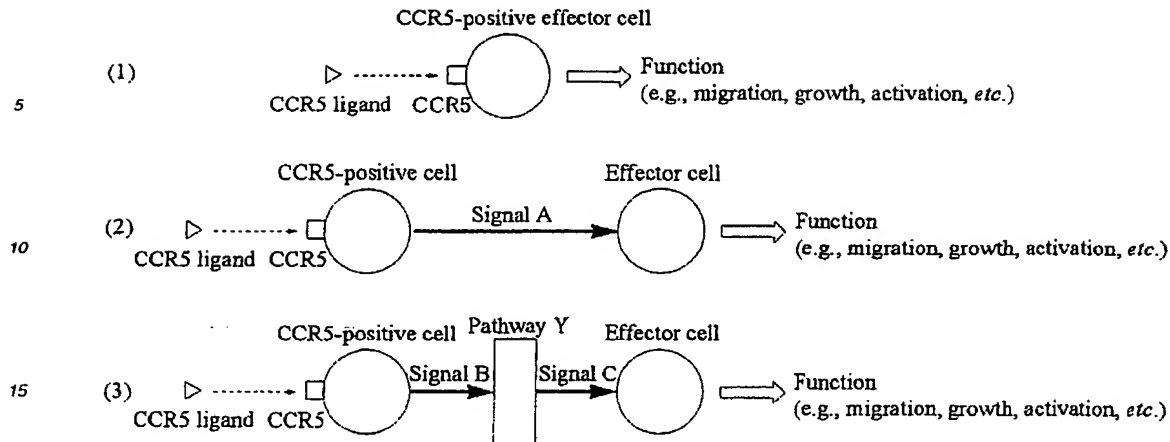 CCR5-positive effector cell
(1)
Function
(e.g., migration, growth, activation, etc.)
CCR5 ligand CCR5
5
CCR5-positive cell Effector cell
Signal A
(2)
Function
(e.g., migration, growth, activation, etc.)
CCR5 ligand CCR5
10
CCR5-positive cell Pathway Y Effector cell
Signal B Signal C
(3)
Function
(e.g., migration, growth, activation, etc.)
CCR5 ligand CCR5
15